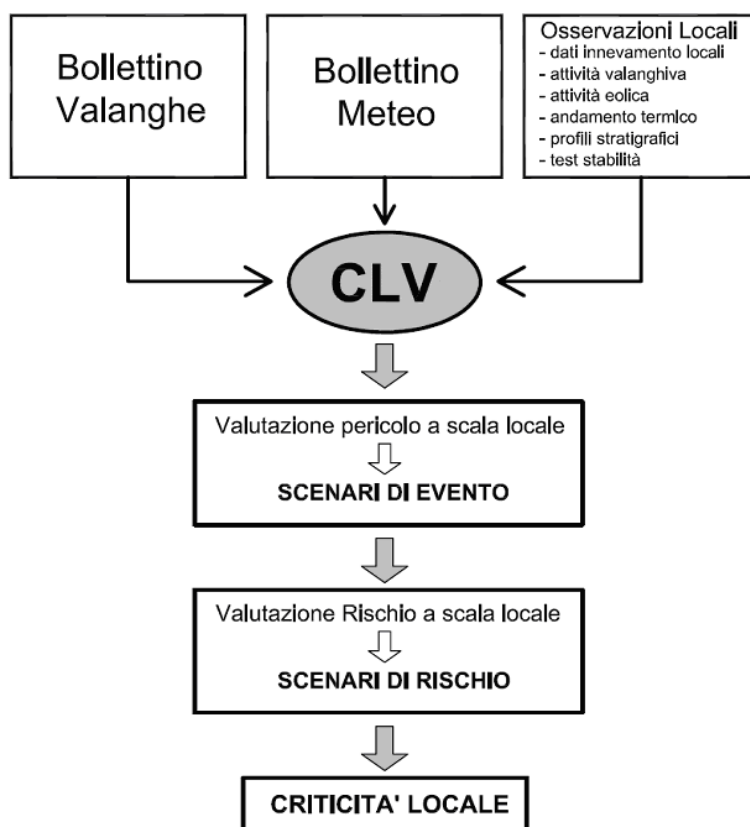 Bollettino
Valanghe
Bollettino
Meteo
Osservazioni Locali
- dati innevamento locali
- attività valanghiva
- attività eolica
- andamento termico
- profili stratigrafici
- test stabilità
CLV
Valutazione pericolo a scala locale
SCENARI DI EVENTO
Valutazione Rischio a scala locale
SCENARI DI RISCHIO
CRITICITA' LOCALE